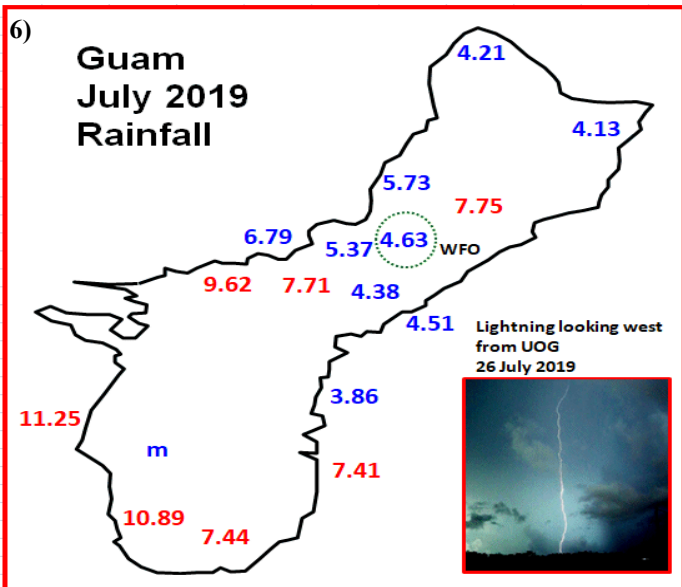 6)
Guam
July 2019
Rainfall
4.21
4.13
5.73
7.75
6.79
5.37
4.63
WFO
9.62
7.71
4.38
4.51
Lightning looking west
from UOG
26 July 2019
3.86
11.25
m
7.41
10.89
7.44